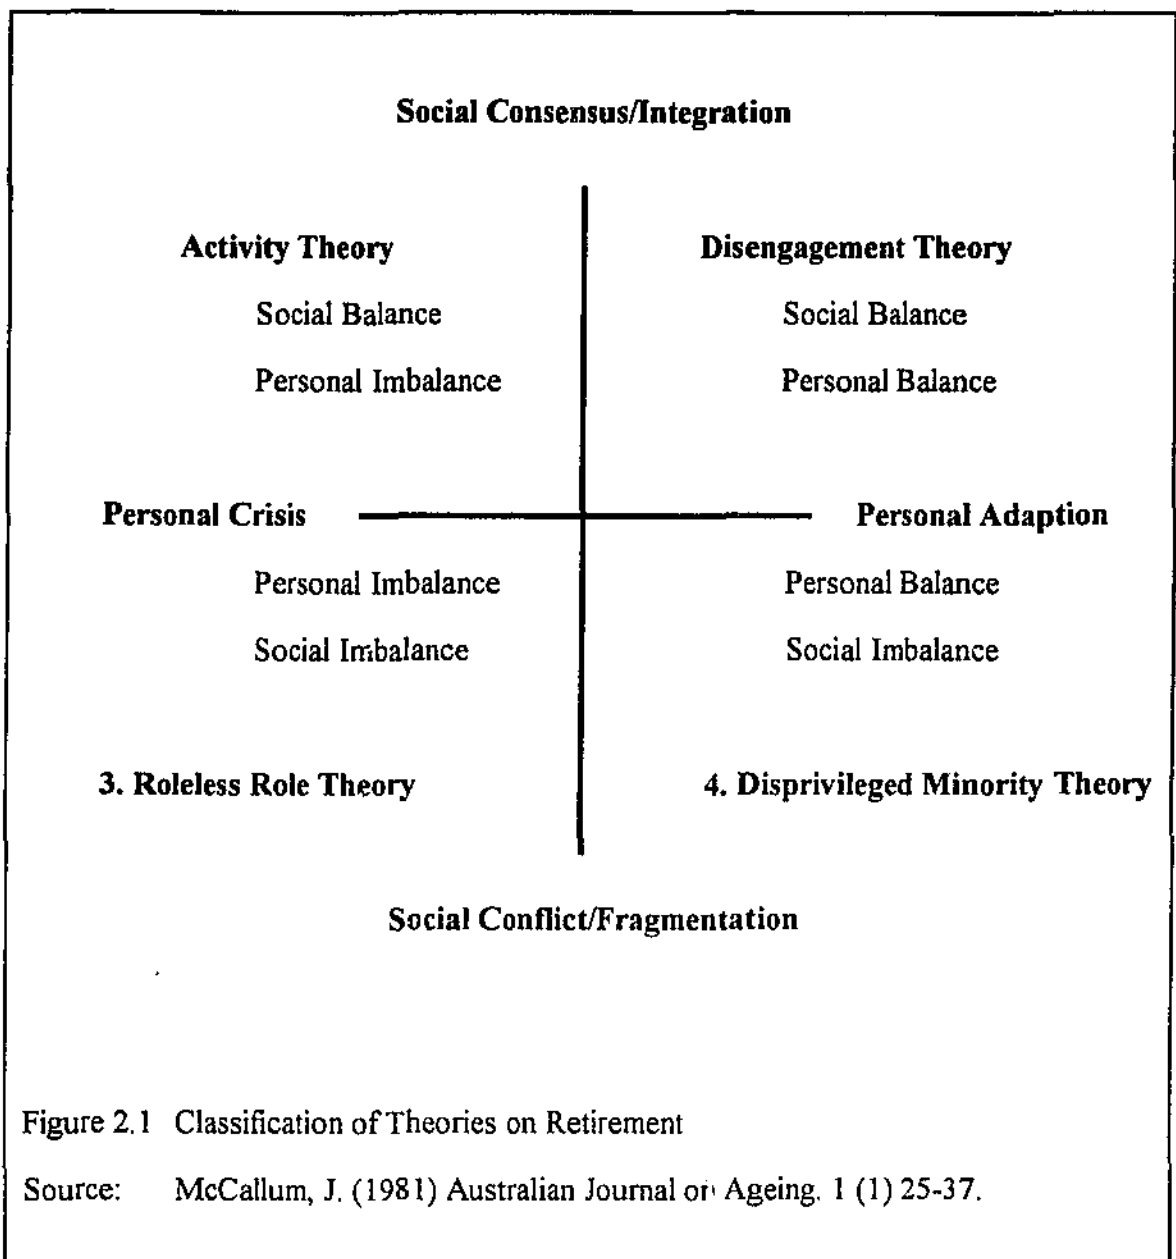 Social Consensus/Integration
Activity Theory Disengagement Theory
Social Balance Social Balance
Personal Imbalance Personal Balance
Personal Crisis Personal Adaption
Personal Imbalance Personal Balance
Social Imbalance Social Imbalance
3. Roleless Role Theory 4. Disprivileged Minority Theory
Social Conflict/Fragmentation
Figure 2.1 Classification of Theories on Retirement
Source: McCallum, J. (1981) Australian Journal on Ageing. 1 (1) 25-37.